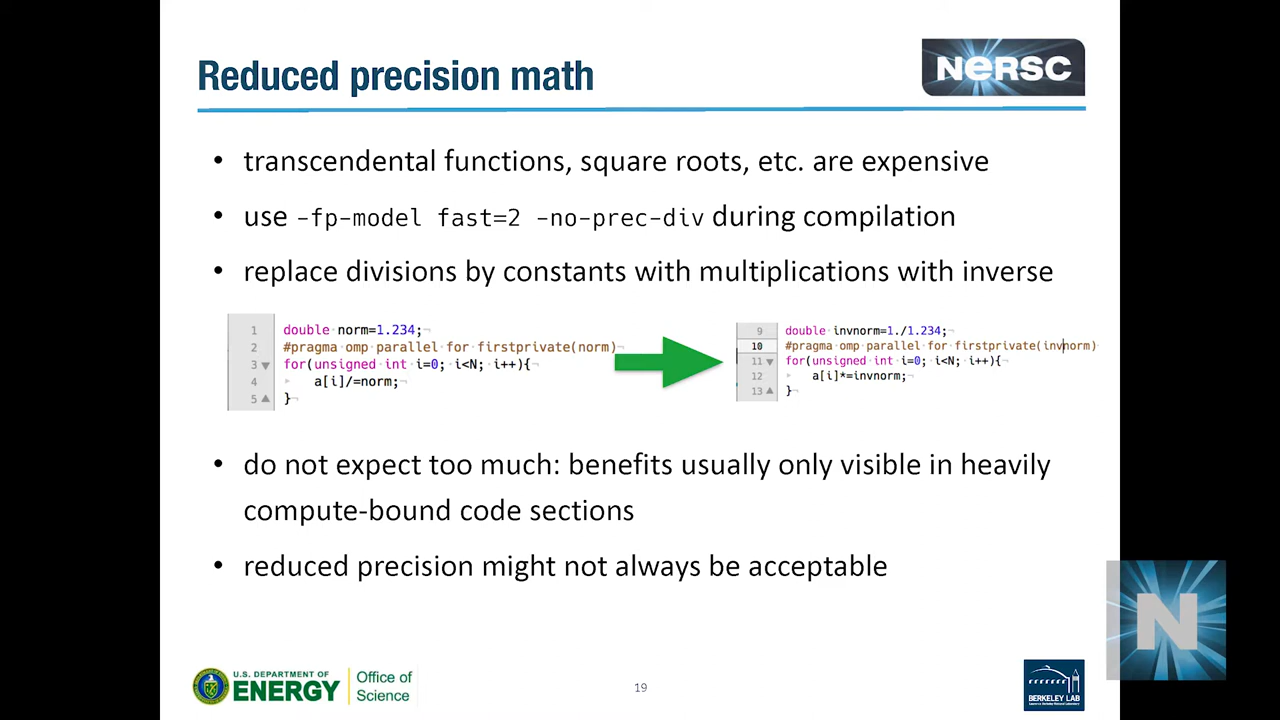 Reduced precision math
NERSC
• transcendental functions, square roots, etc. are expensive
• use -fp-model fast=2 -no-prec-div during compilation
• replace divisions by constants with multiplications with inverse
1 double norm=1.234;
2 #pragma omp parallel for firstprivate(norm)
3 for(unsigned int i=0; i<N; i++){
4 a[i]/=norm;
5 }
9 double invnorm=1./1.234;
10 #pragma omp parallel for firstprivate(invnorm)
11 for(unsigned int i=0; i<N; i++){
12 a[i]*=invnorm;
13 }
• do not expect too much: benefits usually only visible in heavily
compute-bound code sections
• reduced precision might not always be acceptable
N
U.S. DEPARTMENT OF
ENERGY
Office of
Science
19
BERKELEY LAB